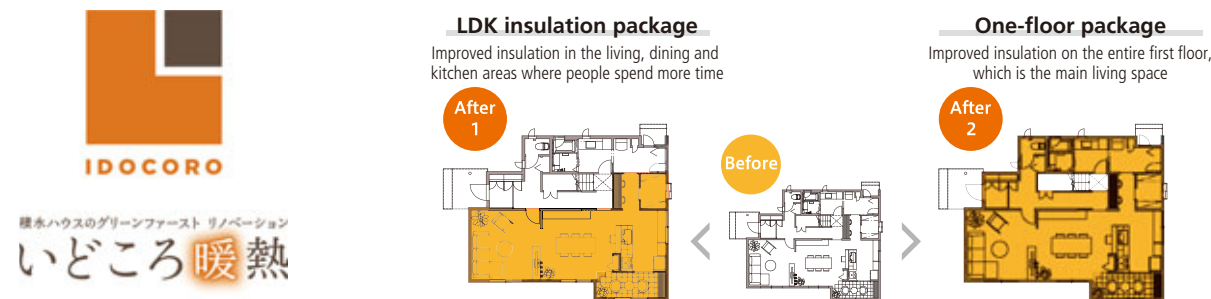 IDOCORO
積水ハウスのグリーンファースト リノベーション
いどころ暖熱
LDK insulation package
Improved insulation in the living, dining and
kitchen areas where people spend more time
After
1
Before
One-floor package
Improved insulation on the entire first floor,
which is the main living space
After
2